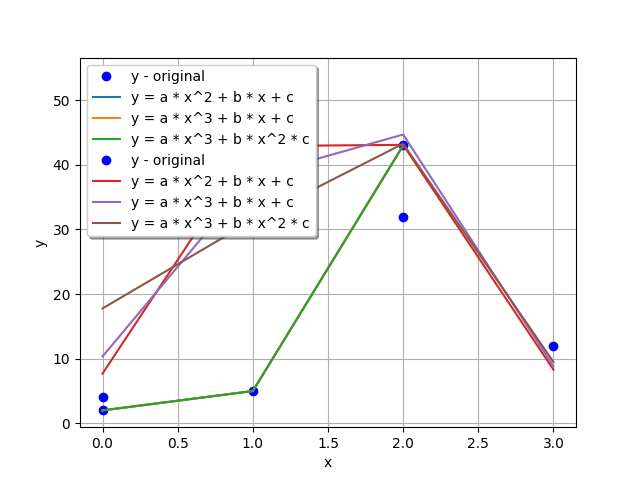 y - original
y = a * x^2 + b * x + c
y = a * x^3 + b * x + c
y = a * x^3 + b * x^2 * c
y - original
y = a * x^2 + b * x + c
y = a * x^3 + b * x + c
y = a * x^3 + b * x^2 * c
50
40
30
20
10
0
y
0.0 0.5 1.0 1.5 2.0 2.5 3.0
x